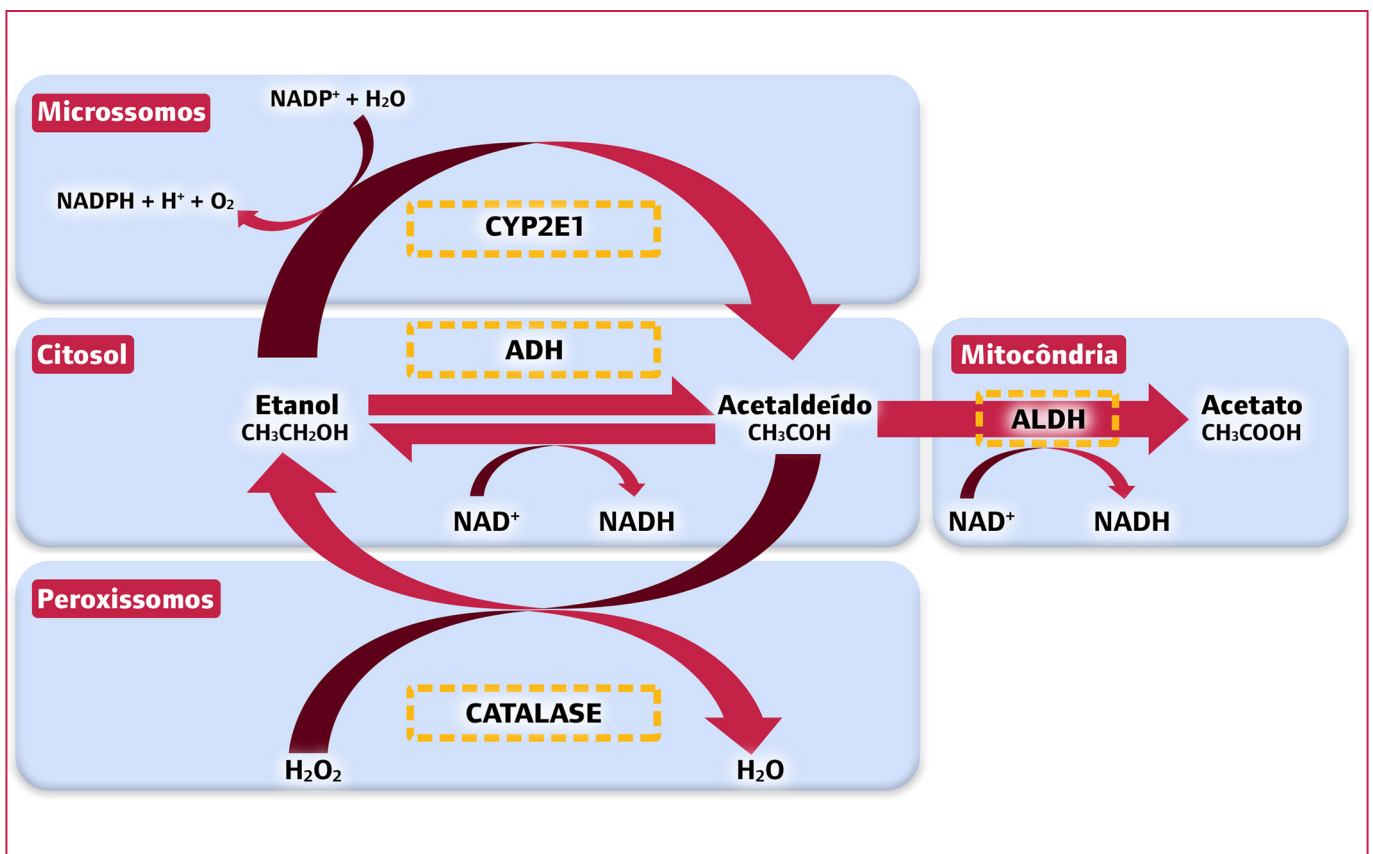 Microssomos
NADP⁺ + H₂O
NADPH + H⁺ + O₂
CYP2E1
Citosol
ADH
Etanol
CH₃CH₂OH
Acetaldeído
CH₃COH
NAD⁺
NADH
Mitocôndria
ALDH
Acetato
CH₃COOH
NAD⁺
NADH
Peroxissomos
CATALASE
H₂O₂
H₂O